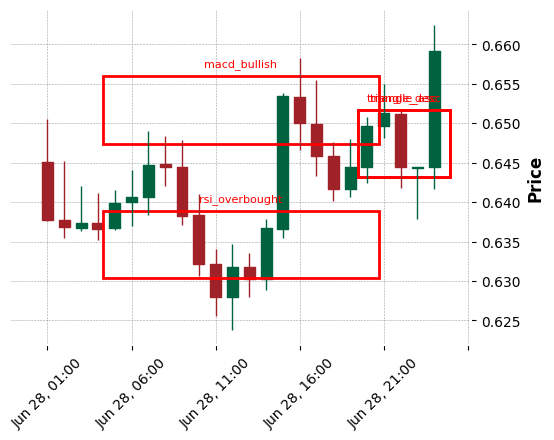 macd_bullish
0.660
0.655
0.650
0.645
0.640
0.635
0.630
0.625
Price
rsi_overbought
Jun 28, 01:00
Jun 28, 06:00
Jun 28, 11:00
Jun 28, 16:00
Jun 28, 21:00